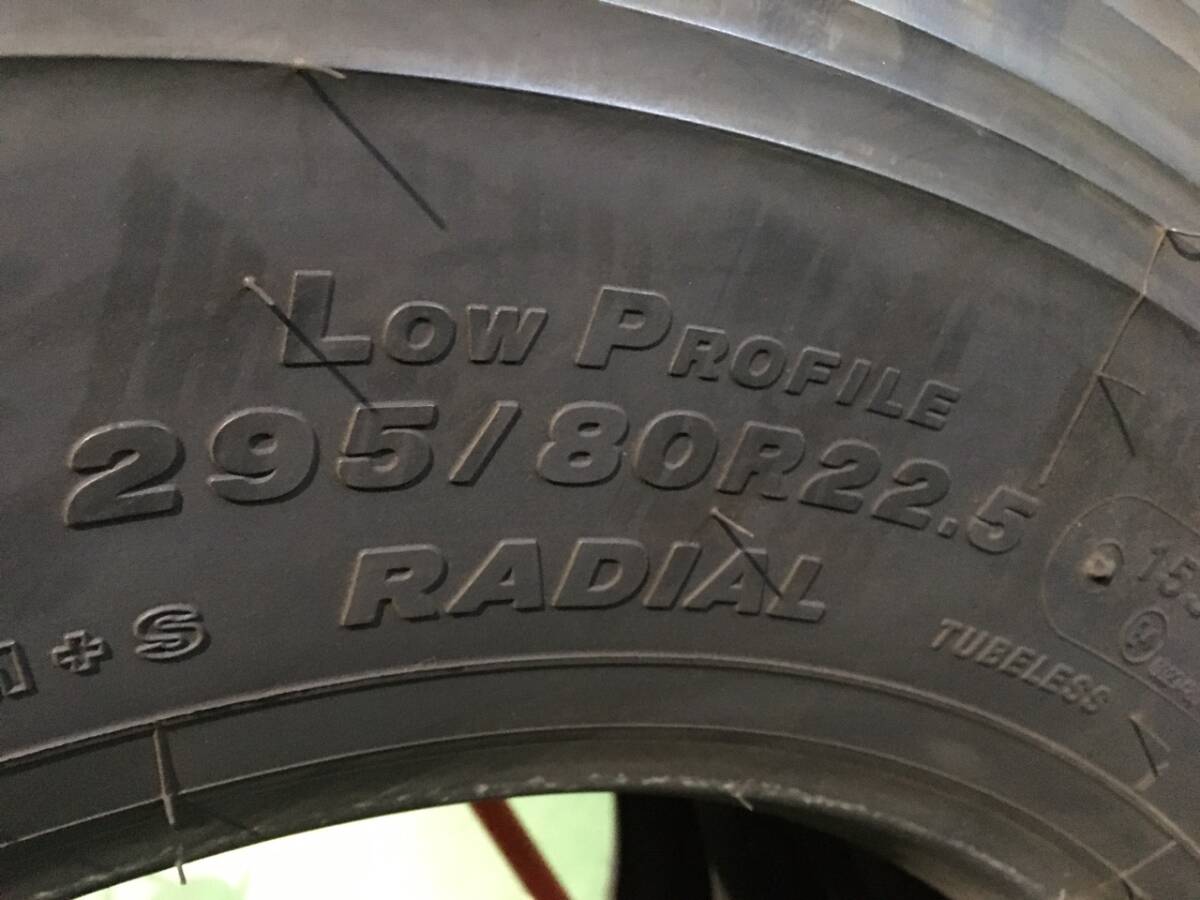 LOW PROFILE
295/80R22.5
RADIAL
M+S
TUBELESS